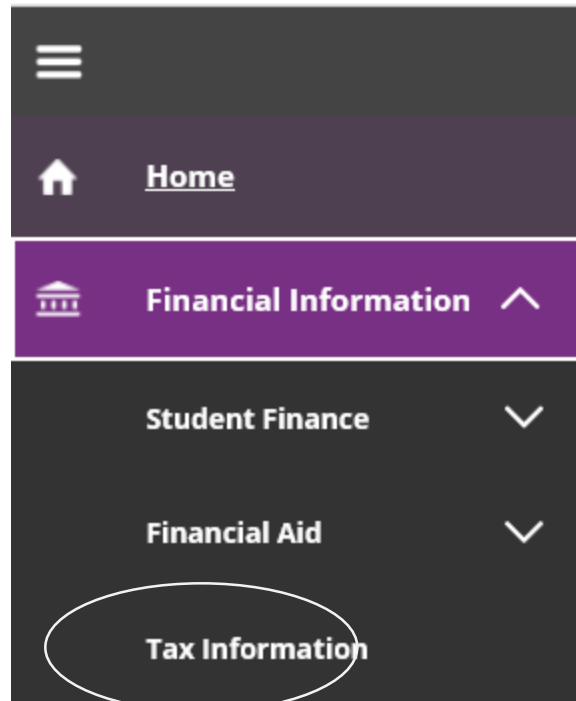 Home
Financial Information
Student Finance
Financial Aid
Tax Information